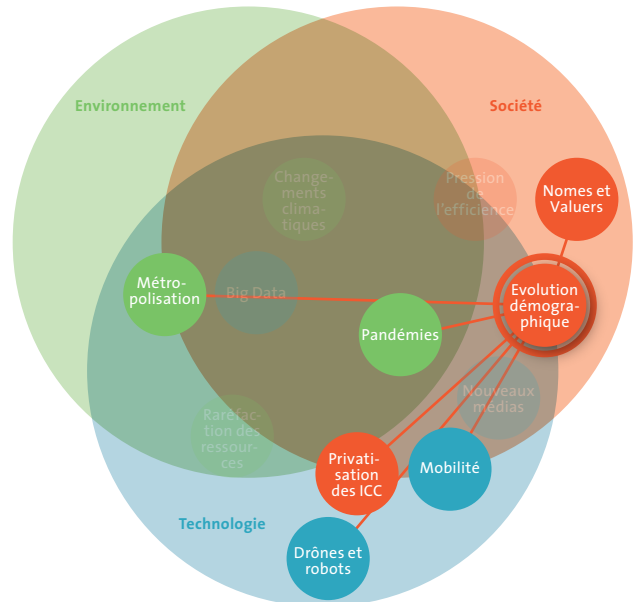 Environnement
Société
Change-
ments
clima-
tiques
Pression
de
l'efficience
Nomes et
Valuers
Métro-
polisation
Big Data
Evolution
démogra-
phique
Pandémies
Nouveaux
médias
Raréfac-
tion des
ressour-
ces
Privati-
sation
des ICC
Mobilité
Technologie
Drônes et
robots